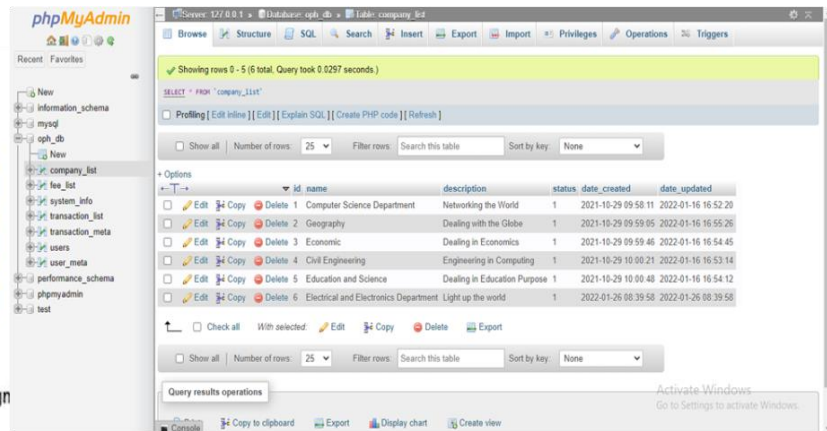 phpMyAdmin
Recent Favorites
New
information_schema
mysql
oph_db
New
company_list
fee_list
system_info
transaction_list
transaction_meta
users
user_meta
performance_schema
phpmyadmin
test
Server: 127.0.0.1 » Database: oph_db » Table: company_list
Browse Structure SQL Search Insert Export Import Privileges Operations Triggers
Showing rows 0 - 5 (6 total, Query took 0.0297 seconds.)
SELECT * FROM `company_list`
Profiling [ Edit inline ] [ Edit ] [ Explain SQL ] [ Create PHP code ] [ Refresh ]
Show all | Number of rows: 25 Filter rows: Search this table Sort by key: None
+ Options
←T→ id name description status date_created date_updated
Edit Copy Delete 1 Computer Science Department Networking the World 1 2021-10-29 09:58:11 2022-01-16 16:52:20
Edit Copy Delete 2 Geography Dealing with the Globe 1 2021-10-29 09:59:05 2022-01-16 16:55:26
Edit Copy Delete 3 Economic Dealing in Economics 1 2021-10-29 09:59:46 2022-01-16 16:54:45
Edit Copy Delete 4 Civil Engineering Engineering in Computing 1 2021-10-29 10:00:21 2022-01-16 16:53:14
Edit Copy Delete 5 Education and Science Dealing in Education Purpose 1 2021-10-29 10:00:48 2022-01-16 16:54:12
Edit Copy Delete 6 Electrical and Electronics Department Light up the world 1 2022-01-26 08:39:58 2022-01-26 08:39:58
Check all With selected: Edit Copy Delete Export
Show all | Number of rows: 25 Filter rows: Search this table Sort by key: None
Query results operations
Copy to clipboard Export Display chart Create view
Console
Activate Windows
Go to Settings to activate Windows.